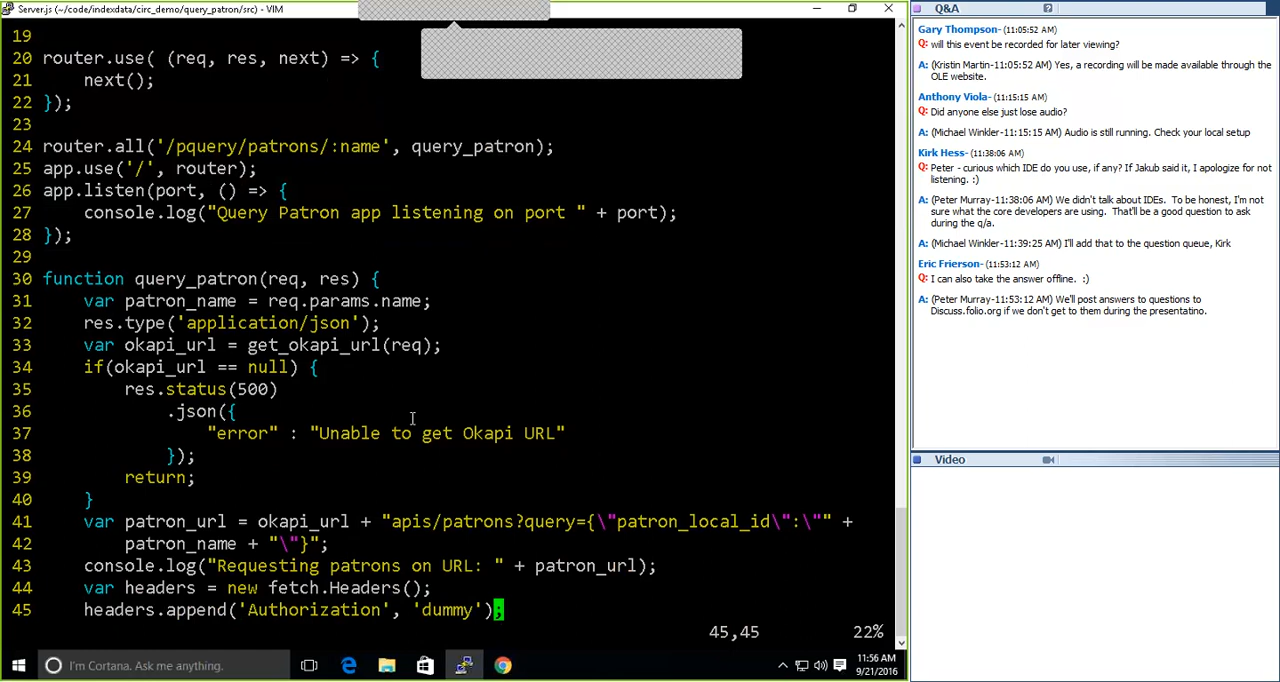 Server.js (~/code/indexdata/circ_demo/query_patron/src) - VIM
19
20 router.use( (req, res, next) => {
21     next();
22 });
23
24 router.all('/pquery/patrons/:name', query_patron);
25 app.use('/', router);
26 app.listen(port, () => {
27     console.log("Query Patron app listening on port " + port);
28 });
29
30 function query_patron(req, res) {
31     var patron_name = req.params.name;
32     res.type('application/json');
33     var okapi_url = get_okapi_url(req);
34     if(okapi_url == null) {
35         res.status(500)
36             .json({
37                 "error" : "Unable to get Okapi URL"
38             });
39         return;
40     }
41     var patron_url = okapi_url + "apis/patrons?query={\"patron_local_id\":\"" +
42         patron_name + "\"}";
43     console.log("Requesting patrons on URL: " + patron_url);
44     var headers = new fetch.Headers();
45     headers.append('Authorization', 'dummy');
45,45 22%
I'm Cortana. Ask me anything.
11:56 AM
9/21/2016
Q&A
Gary Thompson- (11:05:52 AM)
Q: will this event be recorded for later viewing?
A: (Kristin Martin-11:05:52 AM) Yes, a recording will be made available through the
OLE website.
Anthony Viola- (11:15:15 AM)
Q: Did anyone else just lose audio?
A: (Michael Winkler-11:15:15 AM) Audio is still running. Check your local setup
Kirk Hess- (11:38:06 AM)
Q: Peter - curious which IDE do you use, if any? If Jakub said it, I apologize for not
listening. :)
A: (Peter Murray-11:38:06 AM) We didn't talk about IDEs.  To be honest, I'm not
sure what the core developers are using.  That'll be a good question to ask
during the q/a.
A: (Michael Winkler-11:39:25 AM) I'll add that to the question queue, Kirk
Eric Frierson- (11:53:12 AM)
Q: I can also take the answer offline.  :)
A: (Peter Murray-11:53:12 AM) We'll post answers to questions to
Discuss.folio.org if we don't get to them during the presentatino.
Video